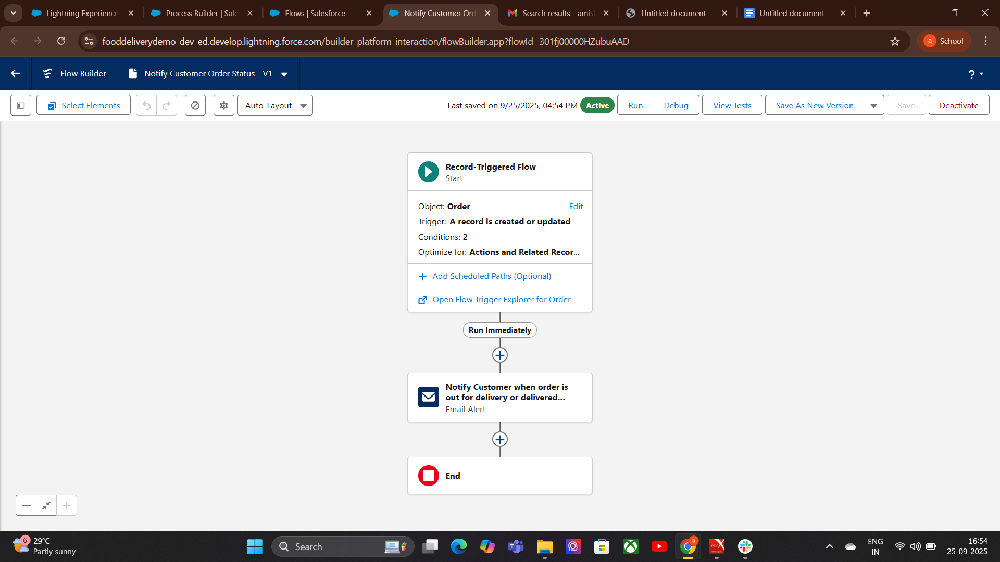 Lightning Experience
Process Builder | Sale
Flows | Salesforce
Notify Customer Ord
Search results - amis
Untitled document
Untitled document -
fooddeliverydemo-dev-ed.develop.lightning.force.com/builder_platform_interaction/flowBuilder.app?flowId=301fj00000HZubuAAD
a School
Flow Builder
Notify Customer Order Status - V1
?
Select Elements
Auto-Layout
Last saved on 9/25/2025, 04:54 PM
Active
Run
Debug
View Tests
Save As New Version
Save
Deactivate
Record-Triggered Flow
Start
Object: Order
Edit
Trigger: A record is created or updated
Conditions: 2
Optimize for: Actions and Related Recor...
Add Scheduled Paths (Optional)
Open Flow Trigger Explorer for Order
Run Immediately
Notify Customer when order is
out for delivery or delivered...
Email Alert
End
6
29°C
Partly sunny
Search
a
PDF
ENG
IN
16:54
25-09-2025